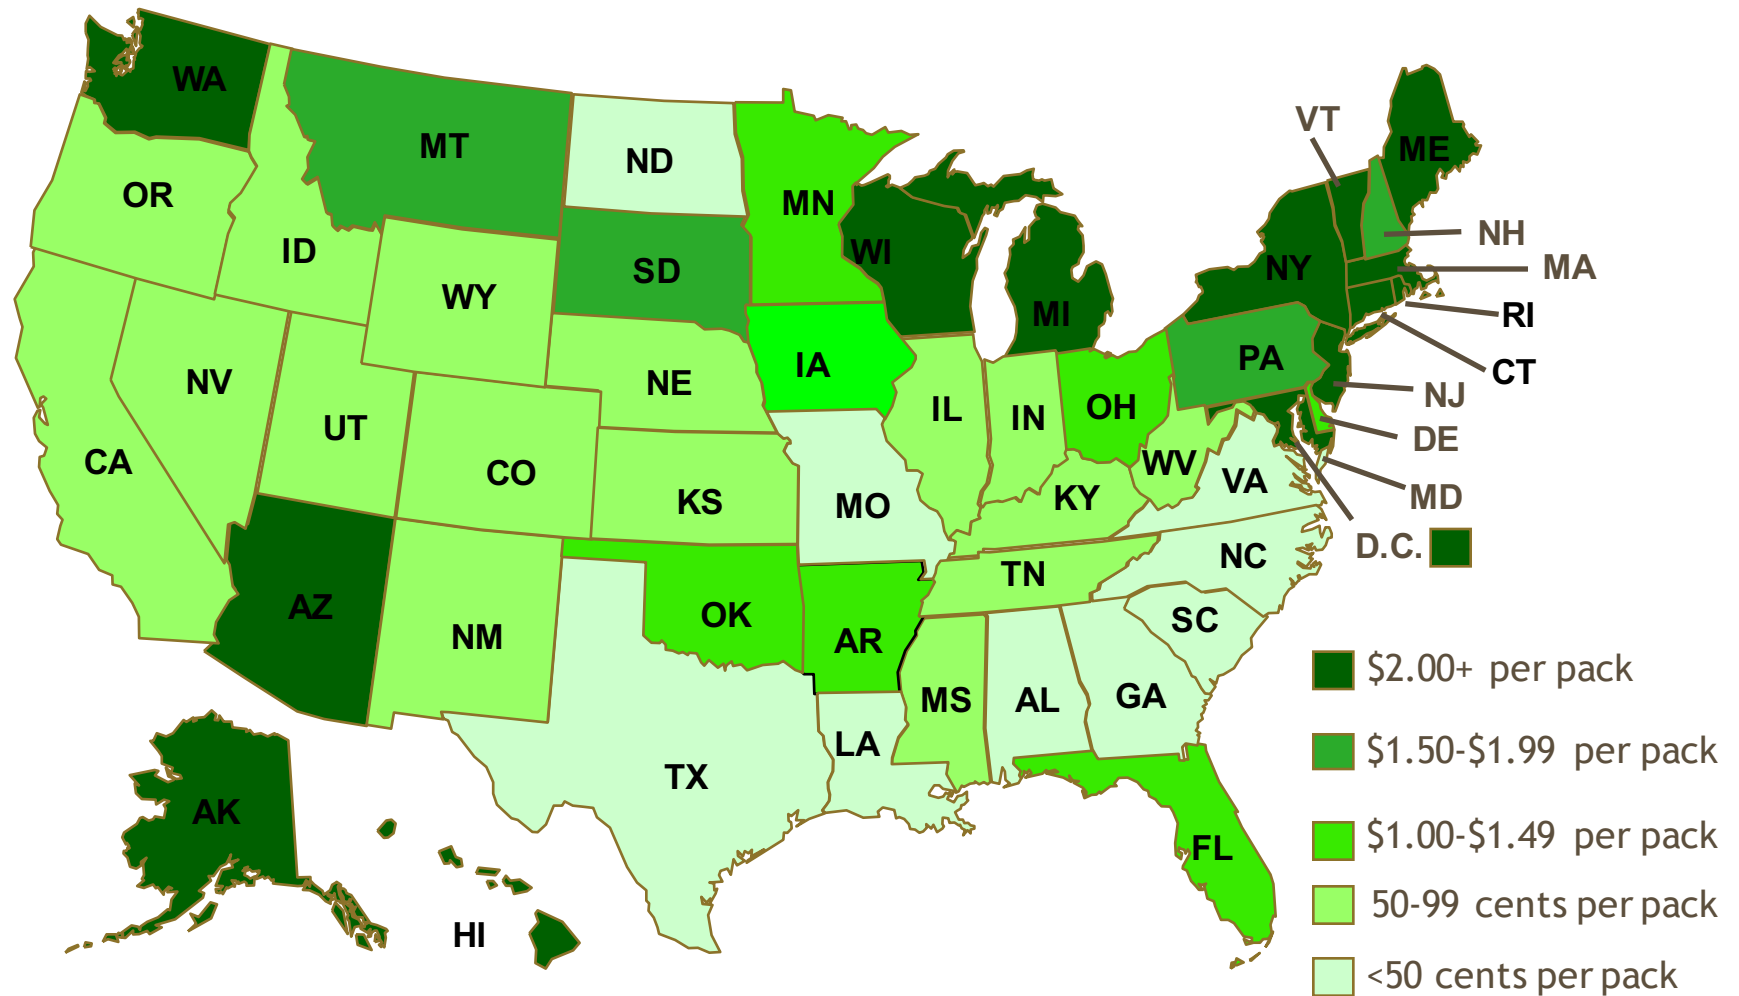 WA
MT
ND
VT
ME
OR
MN
ID
SD
WI
NH
WY
NY
MA
MI
RI
IA
PA
CT
NV
NE
NJ
UT
IL
IN
OH
DE
CA
CO
KS
MO
KY
WV
VA
MD
D.C.
NC
TN
AZ
OK
SC
NM
AR
$2.00+ per pack
MS
AL
GA
LA
$1.50-$1.99 per pack
TX
AK
$1.00-$1.49 per pack
FL
50-99 cents per pack
HI
<50 cents per pack